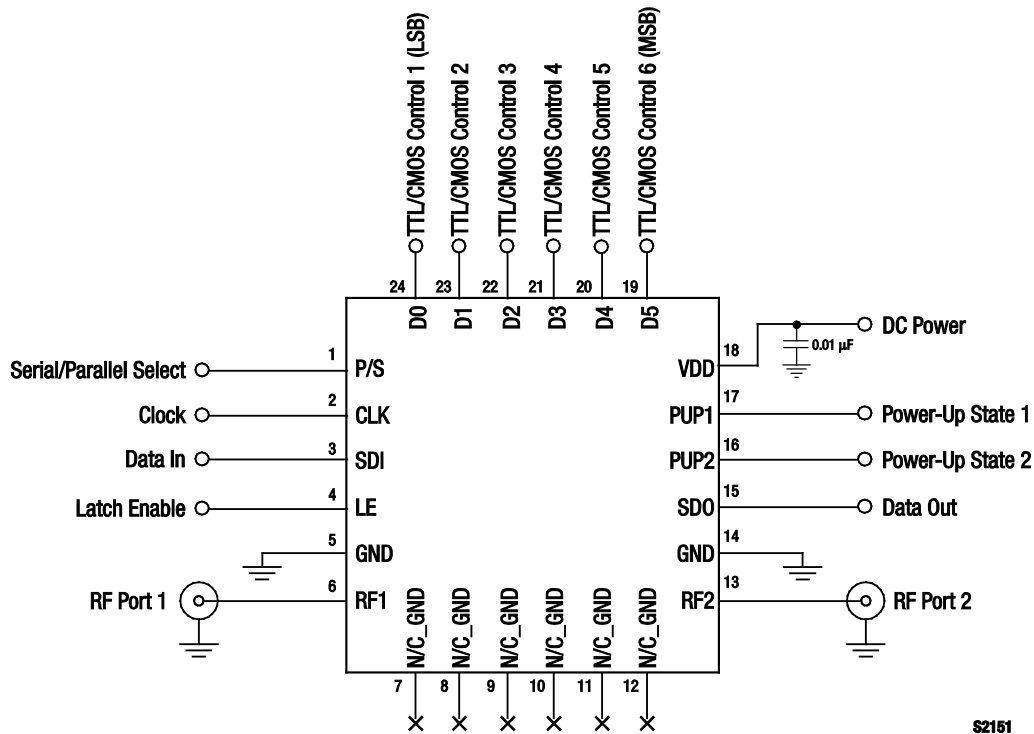 TTL/CMOS Control 1 (LSB)
TTL/CMOS Control 2
TTL/CMOS Control 3
TTL/CMOS Control 4
TTL/CMOS Control 5
TTL/CMOS Control 6 (MSB)
24 23 22 21 20 19
D0 D1 D2 D3 D4 D5
DC Power
0.01 µF
Serial/Parallel Select 1 P/S
VDD 18
Clock 2 CLK
PUP1 17 Power-Up State 1
Data In 3 SDI
PUP2 16 Power-Up State 2
Latch Enable 4 LE
SDO 15 Data Out
5 GND
GND 14
RF Port 1 6 RF1
RF2 13 RF Port 2
N/C_GND N/C_GND N/C_GND N/C_GND N/C_GND N/C_GND
7 8 9 10 11 12
S2151